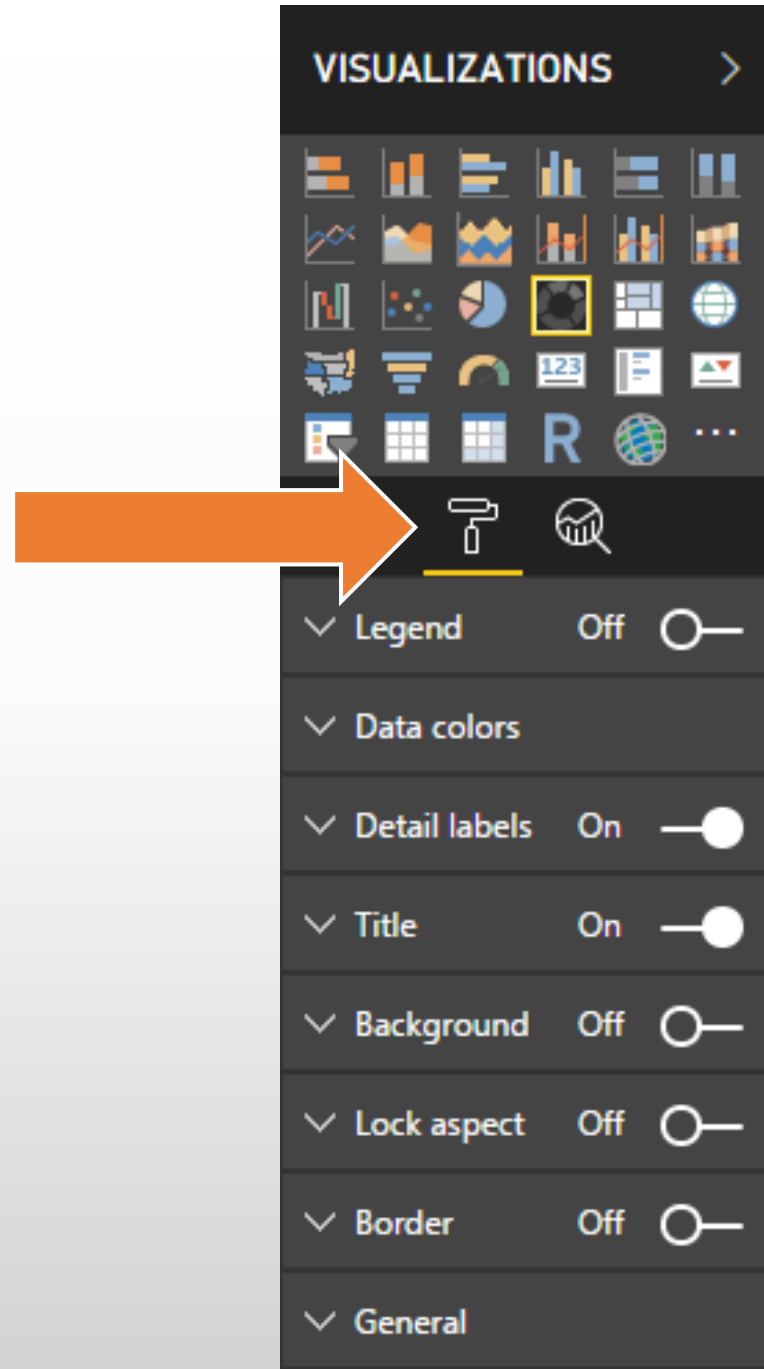 VISUALIZATIONS
123
R
Legend Off
Data colors
Detail labels On
Title On
Background Off
Lock aspect Off
Border Off
General